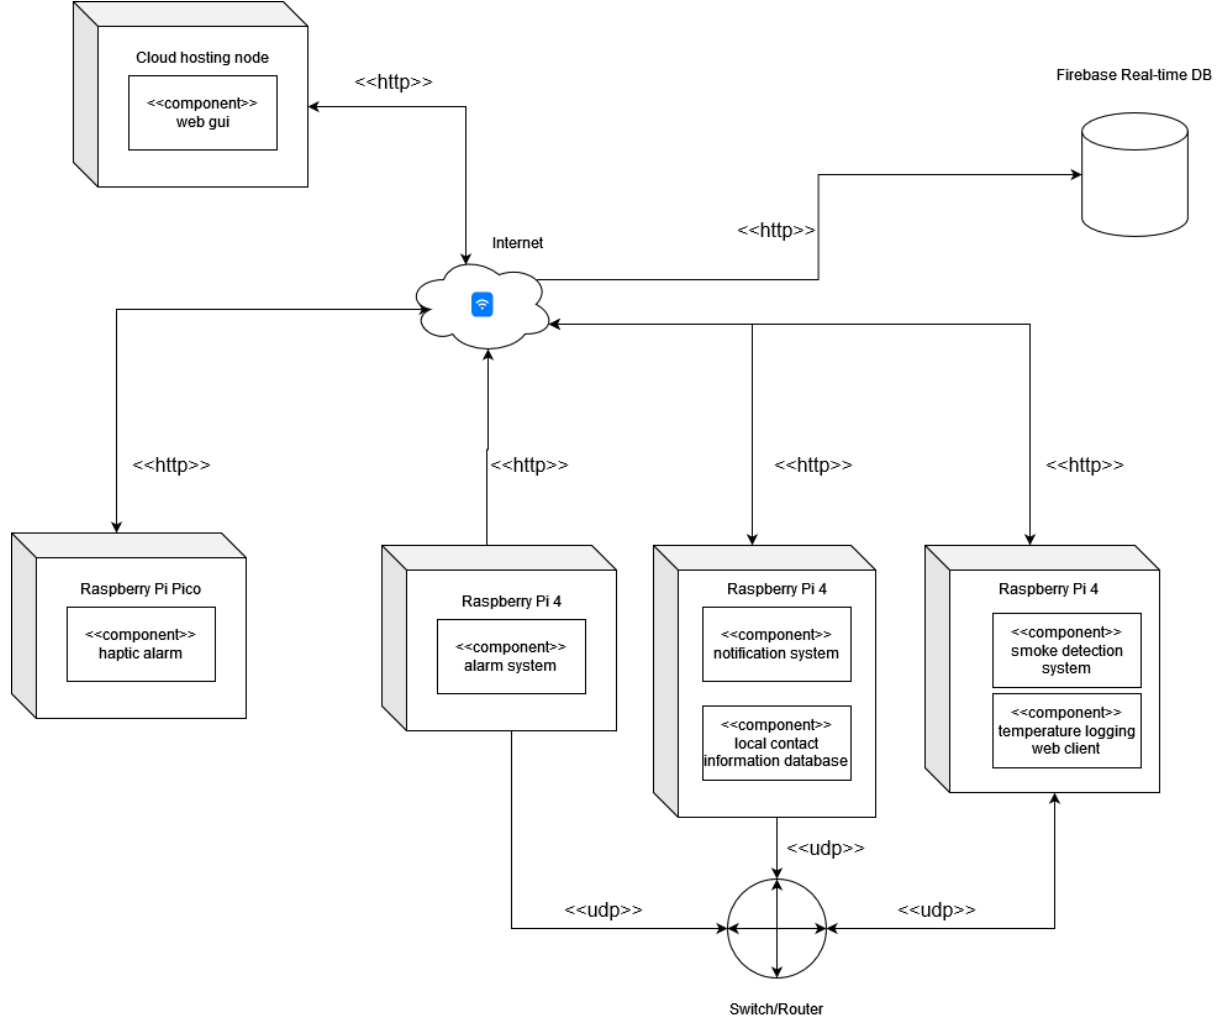 Cloud hosting node
<<component>>
web gui
<<http>>
Firebase Real-time DB
<<http>>
Internet
<<http>>
<<http>>
<<http>>
<<http>>
Raspberry Pi Pico
<<component>>
haptic alarm
Raspberry Pi 4
<<component>>
alarm system
Raspberry Pi 4
<<component>>
notification system
<<component>>
local contact
information database
Raspberry Pi 4
<<component>>
smoke detection
system
<<component>>
temperature logging
web client
<<udp>>
<<udp>>
<<udp>>
Switch/Router